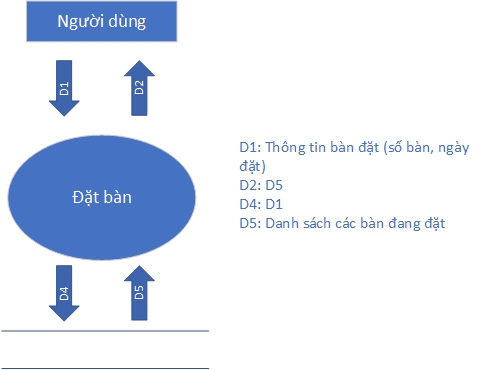 Người dùng
D1
D2
D1: Thông tin bàn đặt (số bàn, ngày
đặt)
D2: D5
D4: D1
D5: Danh sách các bàn đang đặt
Đặt bàn
D4
D5